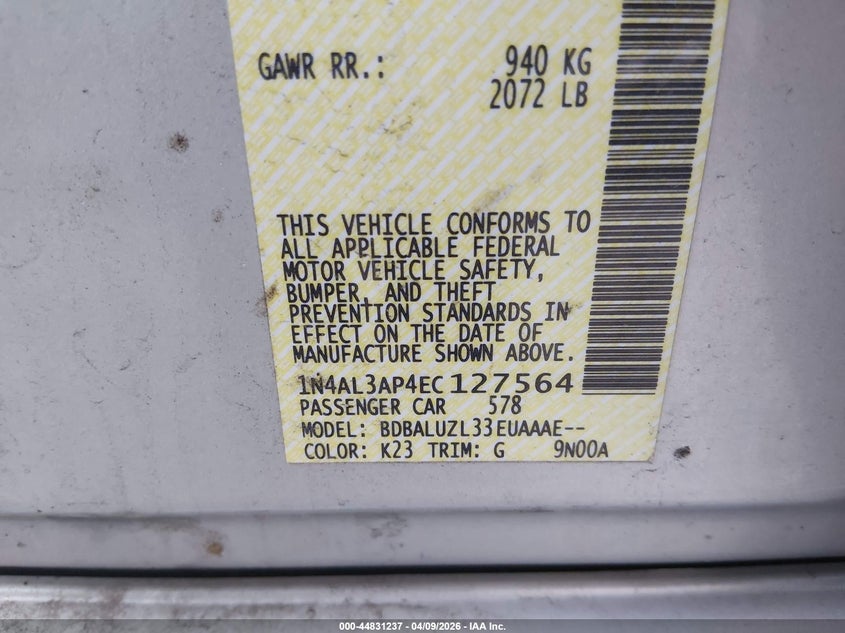 GAWR RR.: 940 KG
2072 LB
THIS VEHICLE CONFORMS TO
ALL APPLICABLE FEDERAL
MOTOR VEHICLE SAFETY,
BUMPER, AND THEFT
PREVENTION STANDARDS IN
EFFECT ON THE DATE OF
MANUFACTURE SHOWN ABOVE.
1N4AL3AP4EC127564
PASSENGER CAR 578
MODEL: BDBALUZL33EUAAAE--
COLOR: K23 TRIM: G 9N00A
000-44831237 - 04/09/2026 - IAA Inc.